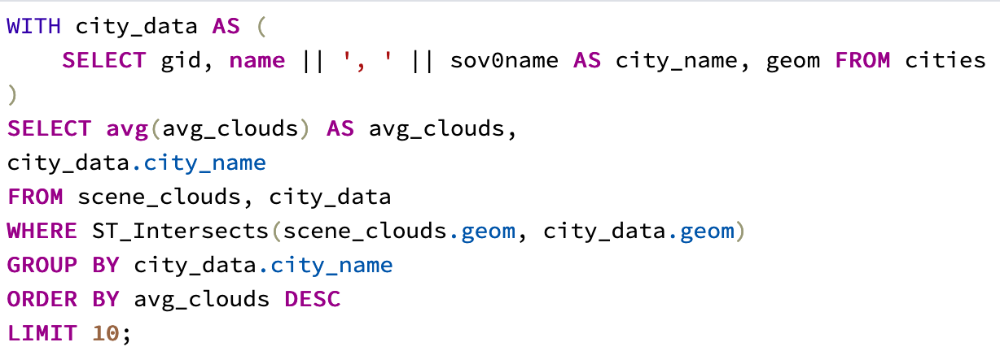 WITH city_data AS (
    SELECT gid, name || ', ' || sov0name AS city_name, geom FROM cities
)
SELECT avg(avg_clouds) AS avg_clouds,
city_data.city_name
FROM scene_clouds, city_data
WHERE ST_Intersects(scene_clouds.geom, city_data.geom)
GROUP BY city_data.city_name
ORDER BY avg_clouds DESC
LIMIT 10;